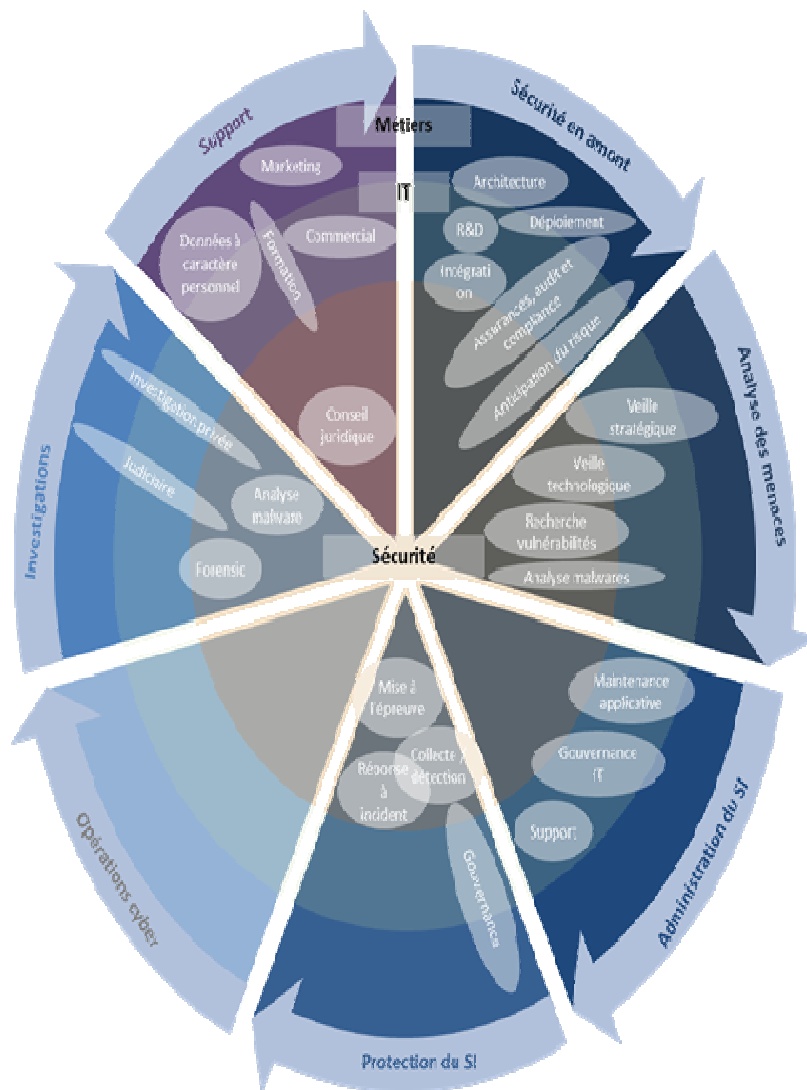 Support
Sécurité en amont
Métiers
Marketing
IT
Architecture
Données à
caractère
personnel
Formation
Commercial
R&D
Déploiement
Intégrati
on
Assurances, audit et
compliance
Anticipation du risque
Analyse des menaces
Investigation privée
Judiciaire
Conseil
juridique
Veille
stratégique
Veille
technologique
Investigations
Analyse
malware
Recherche
vulnérabilités
Forensic
Sécurité
Analyse malwares
Mise à
l'épreuve
Maintenance
applicative
Collecte /
détection
Réponse
à
incident
Gouvernance
IT
Support
Gouvernance
Opérations cyber
Administration du SI
Protection du SI